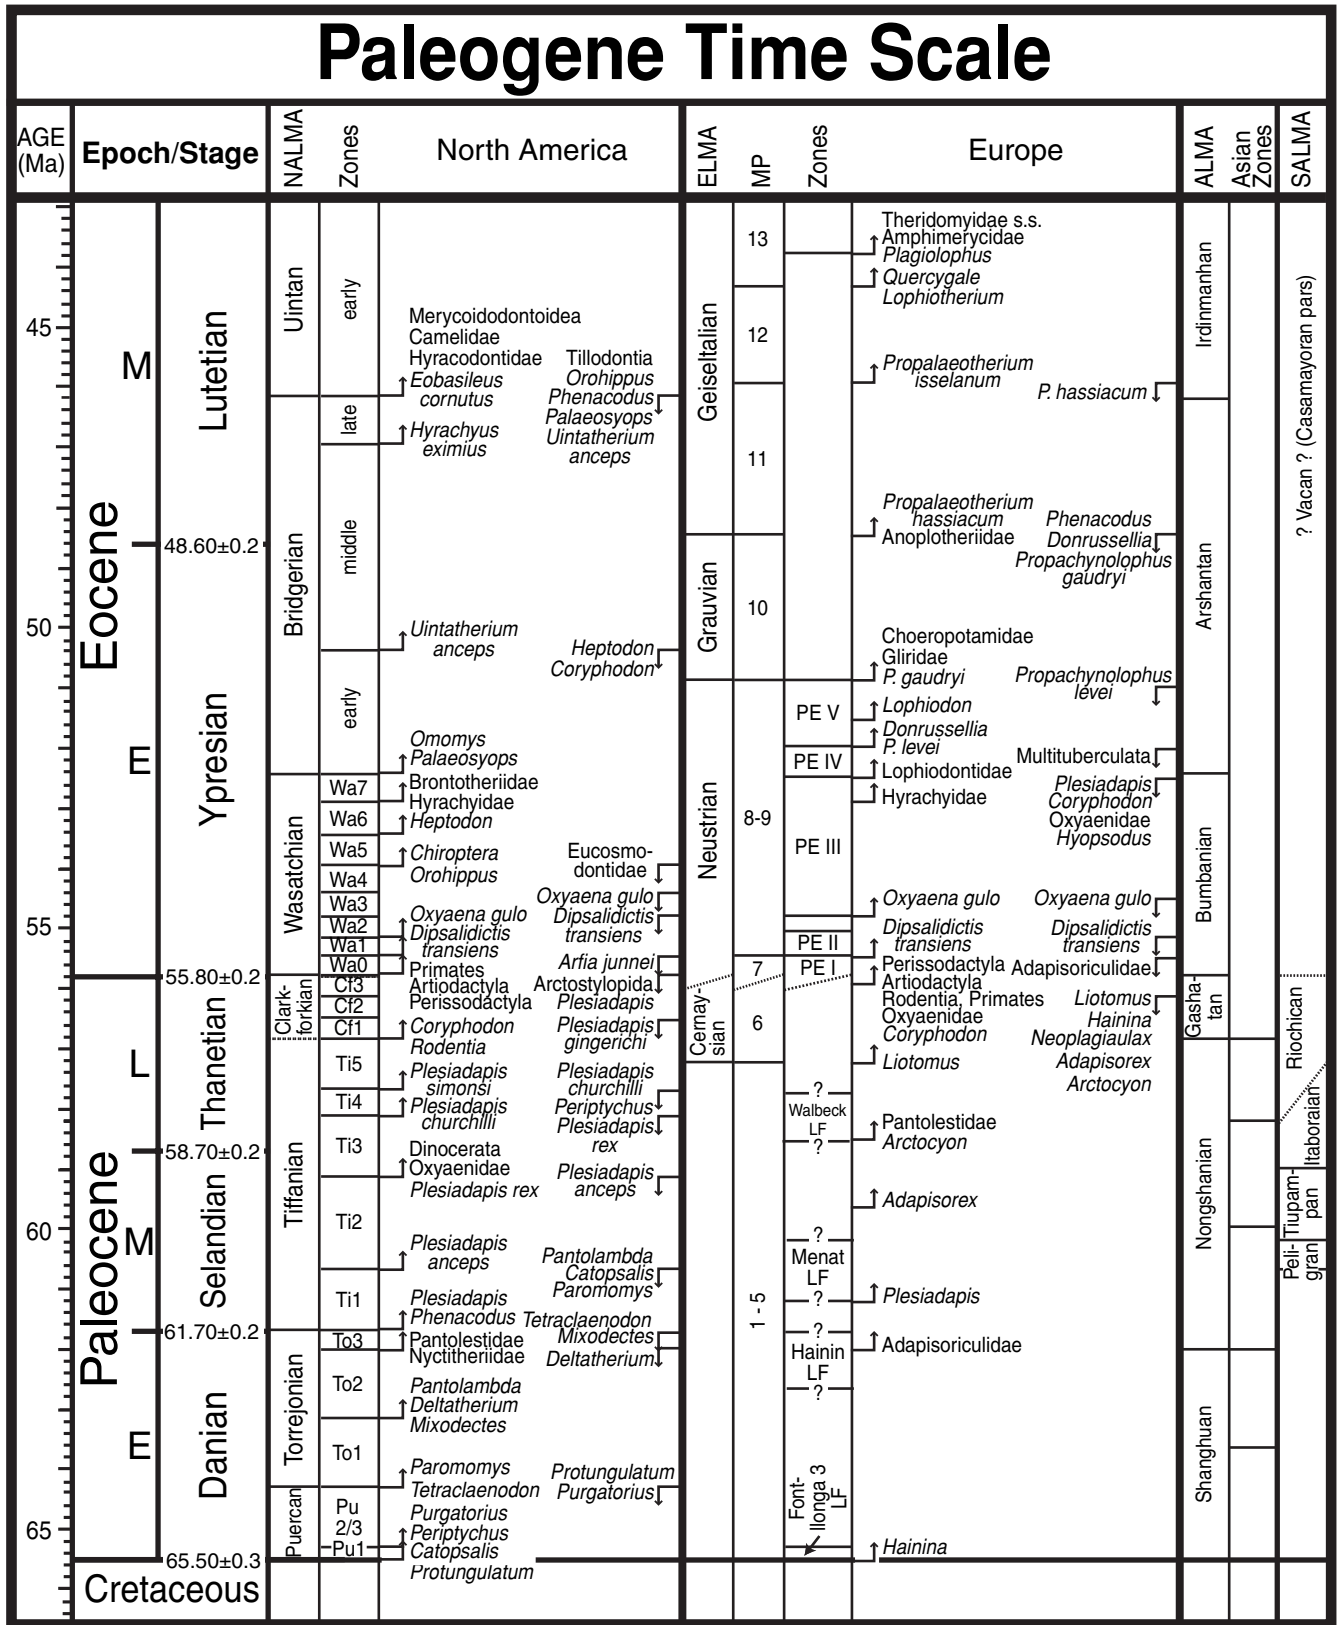 Paleogene Time Scale
AGE
(Ma)
Epoch/Stage
NALMA
Zones
North America
ELMA
MP
Zones
Europe
ALMA
Asian
Zones
SALMA
45
50
55
60
65
Eocene
Paleocene
M
E
L
M
E
Lutetian
48.60±0.2
Ypresian
55.80±0.2
Thanetian
58.70±0.2
Selandian
61.70±0.2
Danian
65.50±0.3
Cretaceous
Uintan
Bridgerian
Wasatchian
Clark-
forkian
Tiffanian
Torrejonian
Puercan
early
late
middle
early
Wa7
Wa6
Wa5
Wa4
Wa3
Wa2
Wa1
Wa0
Cf3
Cf2
Cf1
Ti5
Ti4
Ti3
Ti2
Ti1
To3
To2
To1
Pu
2/3
Pu1
Merycoidodontoidea
Camelidae
Hyracodontidae
Eobasileus
cornutus
Hyrachyus
eximius
Tillodontia
Orohippus
Phenacodus
Palaeosyops
Uintatherium
anceps
Uintatherium
anceps
Heptodon
Coryphodon
Omomys
Palaeosyops
Brontotheriidae
Hyrachyidae
Heptodon
Chiroptera
Orohippus
Eucosmo-
dontidae
Oxyaena gulo
Dipsalidictis
transiens
Oxyaena gulo
Dipsalidictis
transiens
Arfia junnei
Primates
Artiodactyla
Perissodactyla
Arctostylopida
Plesiadapis
Coryphodon
Rodentia
Plesiadapis
gingerichi
Plesiadapis
simonsi
Plesiadapis
churchilli
Plesiadapis
churchilli
Periptychus
Plesiadapis
rex
Dinocerata
Oxyaenidae
Plesiadapis rex
Plesiadapis
anceps
Plesiadapis
anceps
Pantolambda
Catopsalis
Paromomys
Plesiadapis
Phenacodus
Tetraclaenodon
Mixodectes
Deltatherium
Pantolestidae
Nyctitheriidae
Pantolambda
Deltatherium
Mixodectes
Paromomys
Tetraclaenodon
Protungulatum
Purgatorius
Purgatorius
Periptychus
Catopsalis
Protungulatum
Geiseltalian
Grauvian
Neustrian
Cernay-
sian
13
12
11
10
8-9
7
6
1 - 5
PE V
PE IV
PE III
PE II
PE I
?
Walbeck
LF
?
?
Menat
LF
?
?
Hainin
LF
?
Font-
llonga 3
LF
Theridomyidae s.s.
Amphimerycidae
Plagiolophus
Quercygale
Lophiotherium
Propalaeotherium
isselanum
P. hassiacum
Propalaeotherium
hassiacum
Anoplotheriidae
Phenacodus
Donrussellia
Propachynolophus
gaudryi
Choeropotamidae
Gliridae
P. gaudryi
Propachynolophus
levei
Lophiodon
Donrussellia
P. levei
Lophiodontidae
Hyrachyidae
Multituberculata
Plesiadapis
Coryphodon
Oxyaenidae
Hyopsodus
Oxyaena gulo
Oxyaena gulo
Dipsalidictis
transiens
Dipsalidictis
transiens
Perissodactyla
Artiodactyla
Rodentia, Primates
Oxyaenidae
Coryphodon
Adapisoriculidae
Liotomus
Hainina
Neoplagiaulax
Adapisorex
Arctocyon
Liotomus
Pantolestidae
Arctocyon
Adapisorex
Plesiadapis
Adapisoriculidae
Hainina
Irdinmanhan
Arshantan
Bumbanian
Gasha-
tan
Nongshanian
Shanghuan
? Vacan ? (Casamayoran pars)
Riochican
Itaboraian
Tiupam-
pan
Peli-
gran